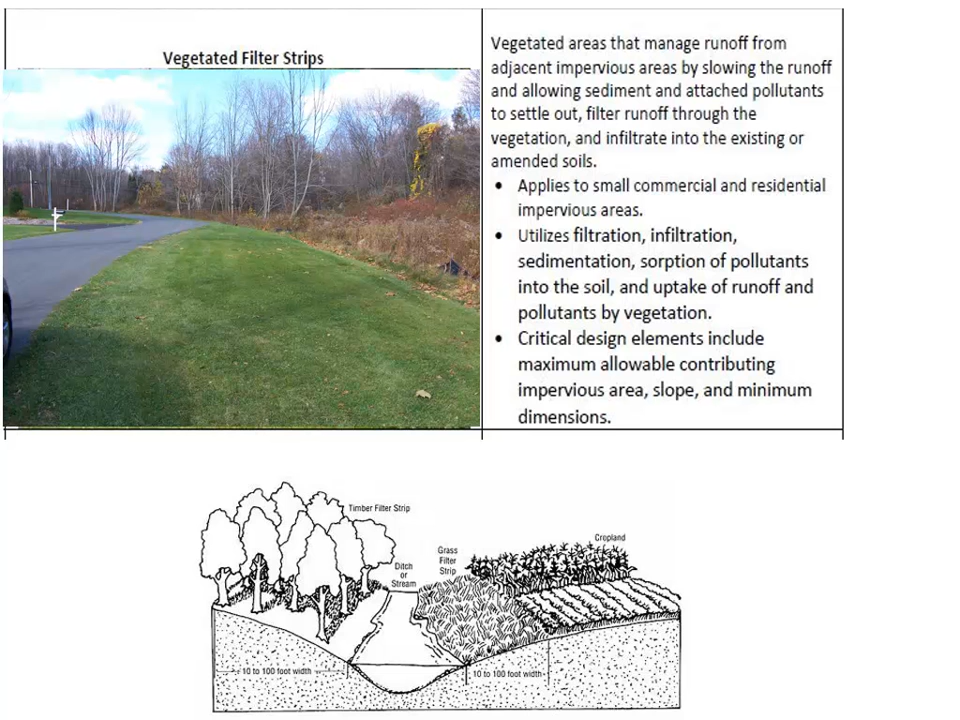 Vegetated Filter Strips
Vegetated areas that manage runoff from
adjacent impervious areas by slowing the runoff
and allowing sediment and attached pollutants
to settle out, filter runoff through the
vegetation, and infiltrate into the existing or
amended soils.
• Applies to small commercial and residential
impervious areas.
• Utilizes filtration, infiltration,
sedimentation, sorption of pollutants
into the soil, and uptake of runoff and
pollutants by vegetation.
• Critical design elements include
maximum allowable contributing
impervious area, slope, and minimum
dimensions.
Timber Filter Strip
Ditch
or
Stream
Grass
Filter
Strip
Cropland
10 to 100 foot width
10 to 100 foot width